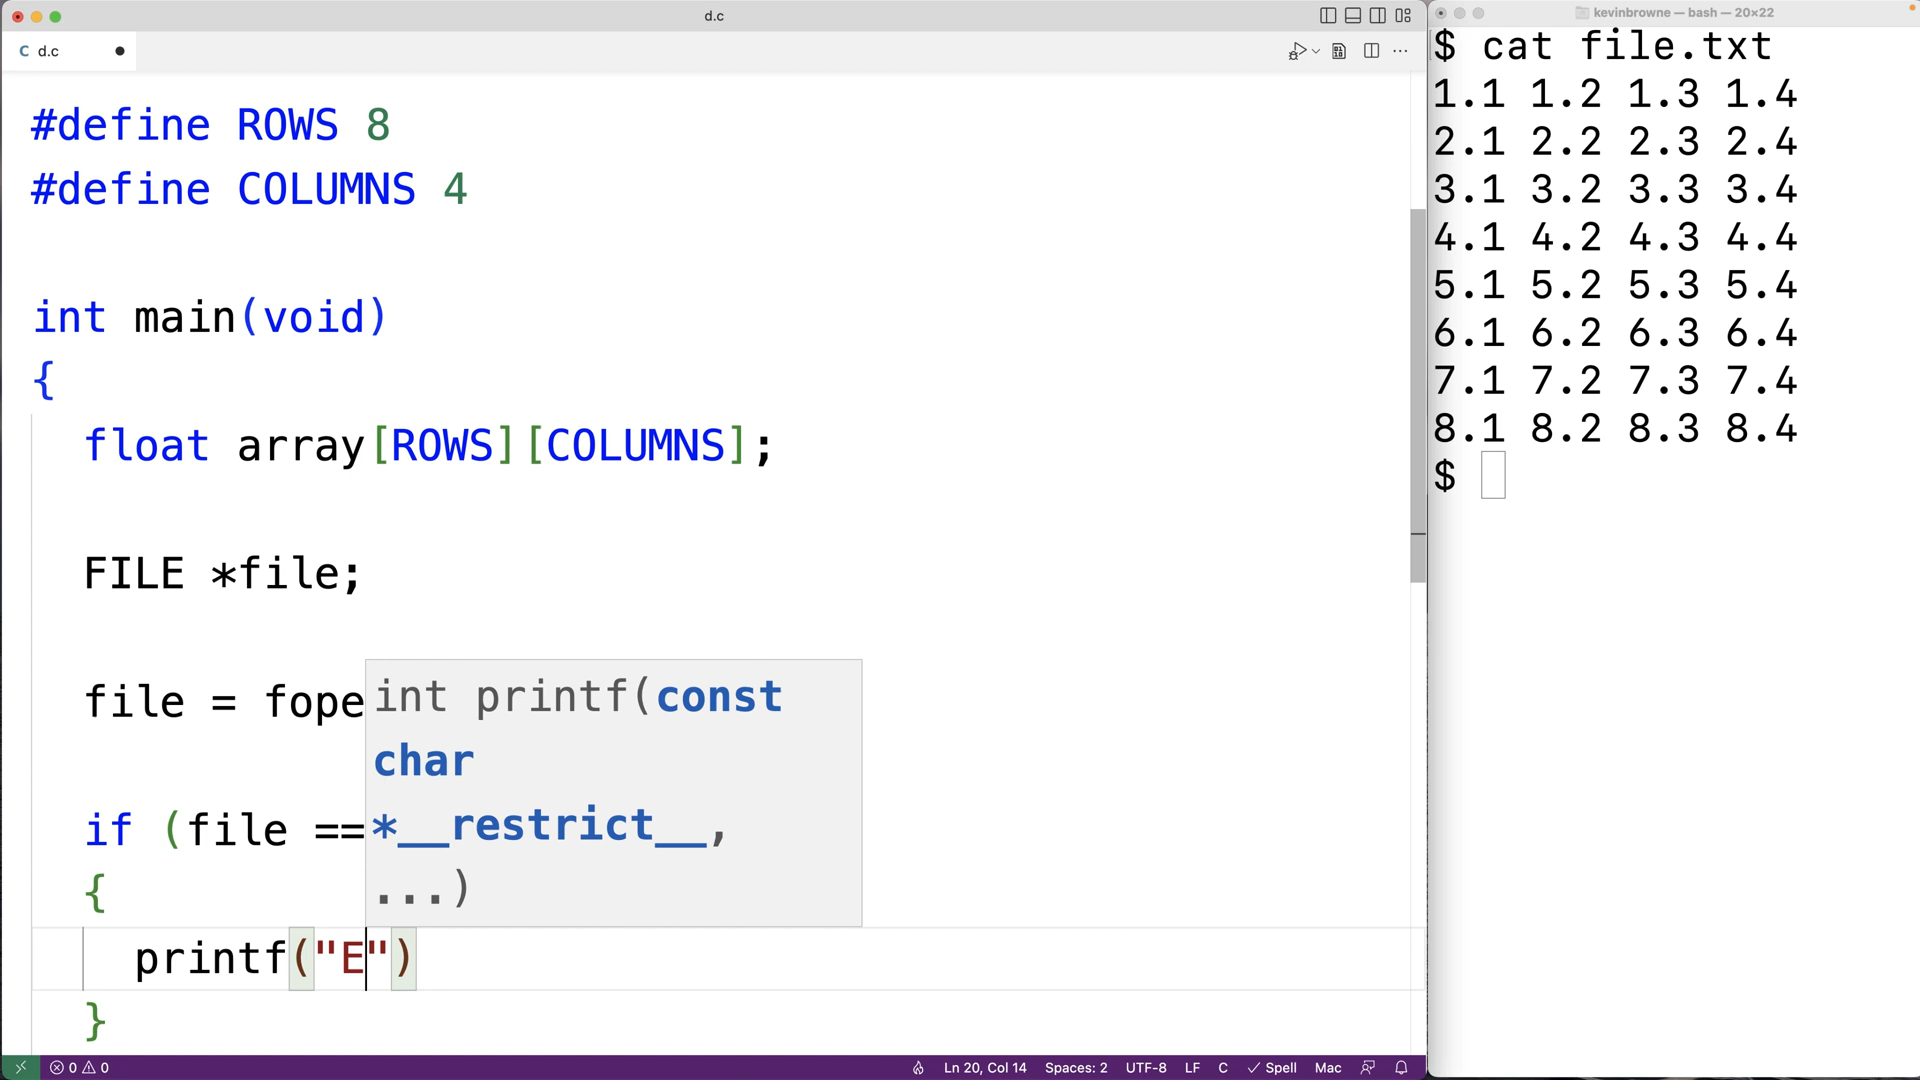 d.c
C d.c
#define ROWS 8
#define COLUMNS 4
int main(void)
{
float array[ROWS][COLUMNS];
FILE *file;
file = fope
int printf(const
char
*__restrict__,
...)
if (file ==
{
printf("E")
}
0 0
Ln 20, Col 14
Spaces: 2
UTF-8
LF
C
Spell
Mac
kevinbrowne — bash — 20×22
$ cat file.txt
1.1 1.2 1.3 1.4
2.1 2.2 2.3 2.4
3.1 3.2 3.3 3.4
4.1 4.2 4.3 4.4
5.1 5.2 5.3 5.4
6.1 6.2 6.3 6.4
7.1 7.2 7.3 7.4
8.1 8.2 8.3 8.4
$